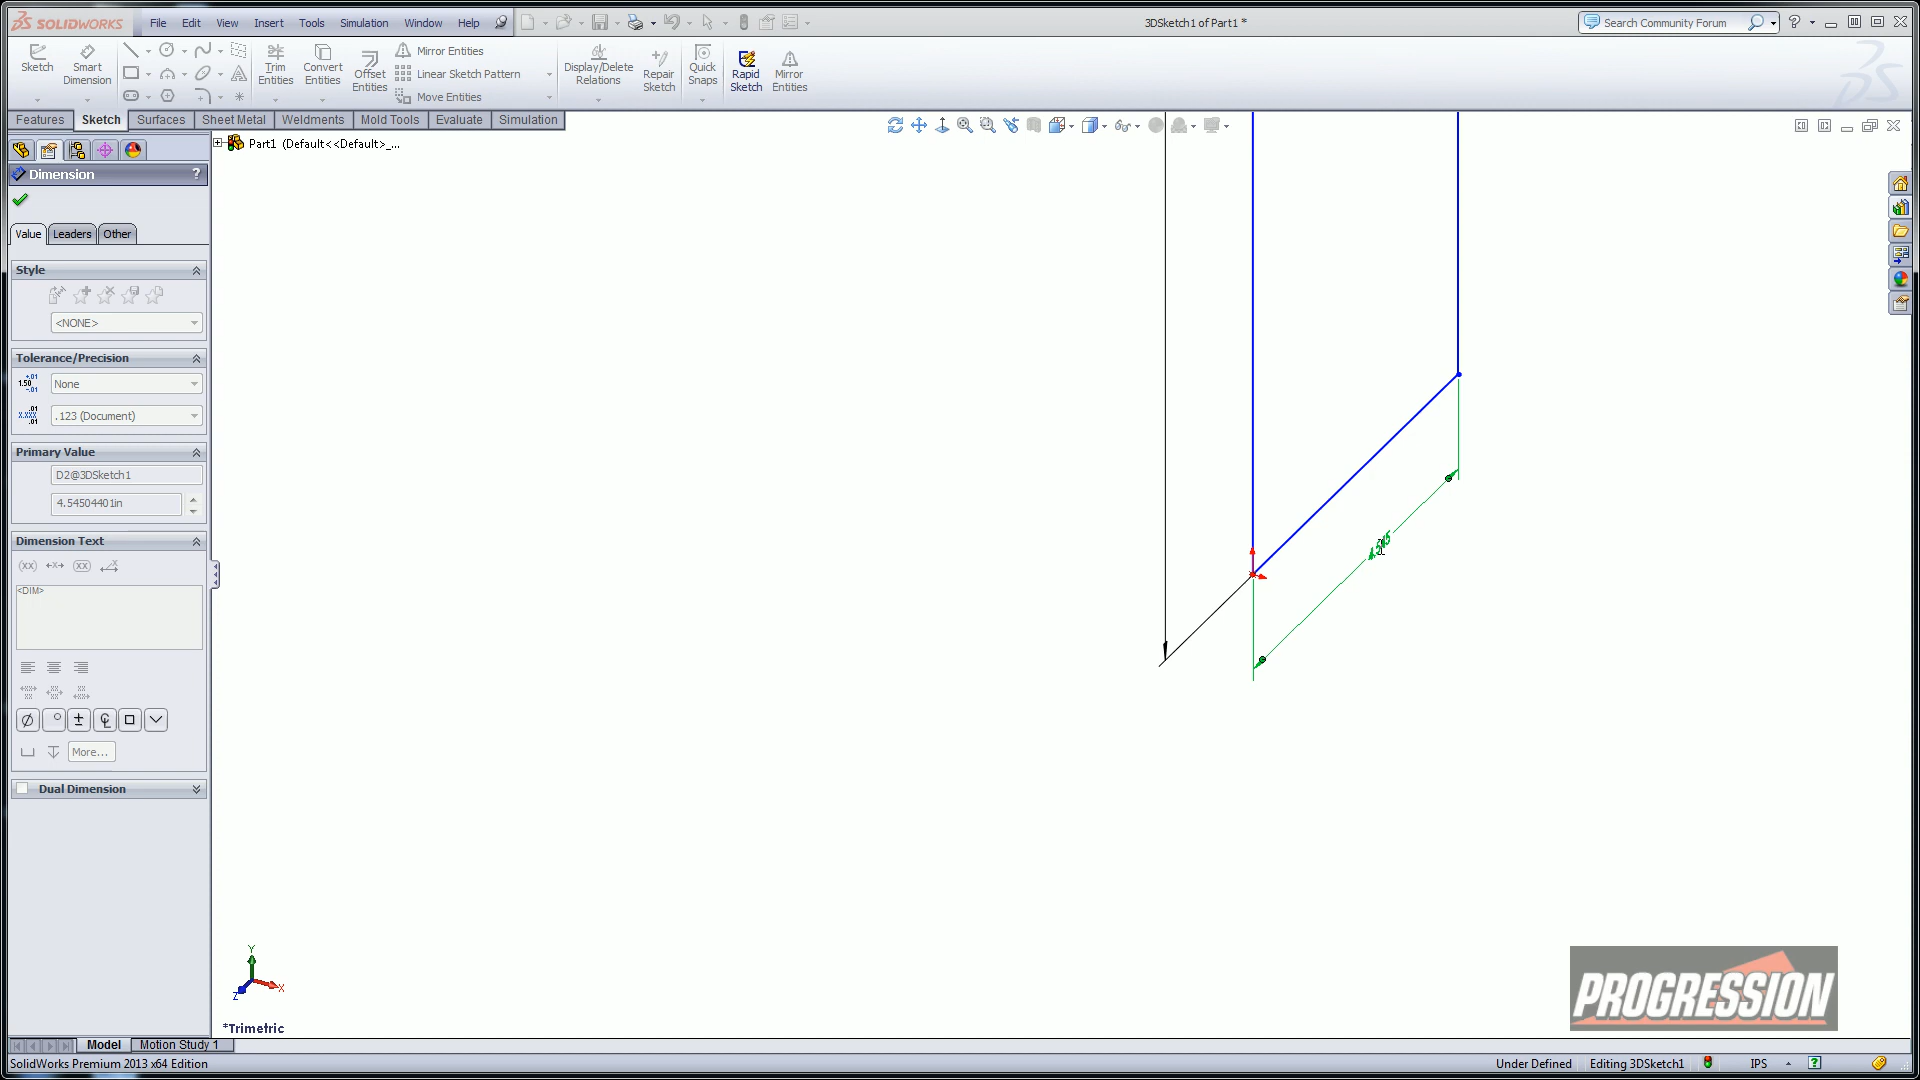 SOLIDWORKS
File Edit View Insert Tools Simulation Window Help
3DSketch1 of Part1 *
Search Community Forum
Sketch
Smart Dimension
Trim Entities
Convert Entities
Offset Entities
Mirror Entities
Linear Sketch Pattern
Move Entities
Display/Delete Relations
Repair Sketch
Quick Snaps
Rapid Sketch
Mirror Entities
Features Sketch Surfaces Sheet Metal Weldments Mold Tools Evaluate Simulation
Part1 (Default<<Default>_...
Dimension ?
Value Leaders Other
Style
<NONE>
Tolerance/Precision
None
.123 (Document)
Primary Value
D2@3DSketch1
4.54504401in
Dimension Text
<DIM>
More...
Dual Dimension
4.545
Y
X
Z
*Trimetric
PROGRESSION
Model Motion Study 1
SolidWorks Premium 2013 x64 Edition
Under Defined Editing 3DSketch1 IPS